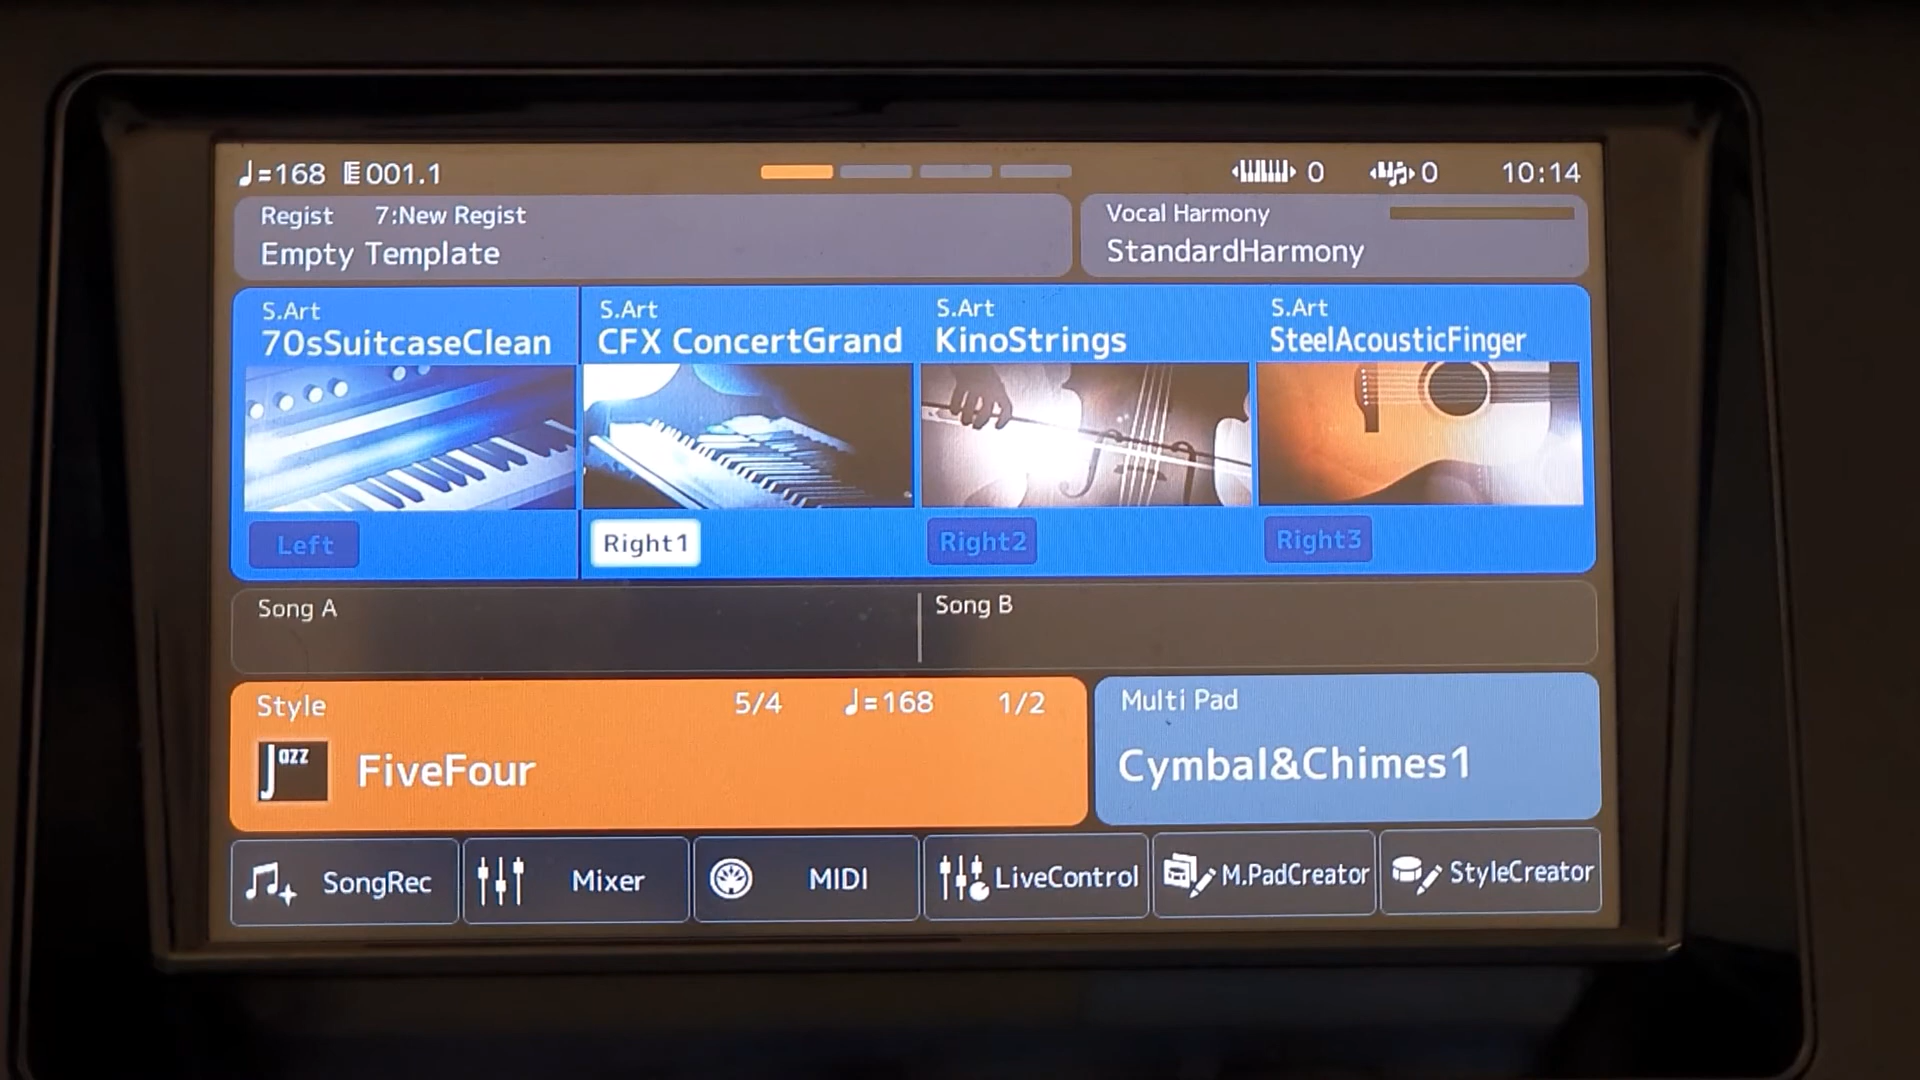 ♩=168 001.1
0 0 10:14
Regist 7:New Regist
Empty Template
Vocal Harmony
StandardHarmony
S.Art
70sSuitcaseClean
Left
S.Art
CFX ConcertGrand
Right1
S.Art
KinoStrings
Right2
S.Art
SteelAcousticFinger
Right3
Song A
Song B
Style 5/4 ♩=168 1/2
Jazz
FiveFour
Multi Pad
Cymbal&Chimes1
SongRec
Mixer
MIDI
LiveControl
M.PadCreator
StyleCreator